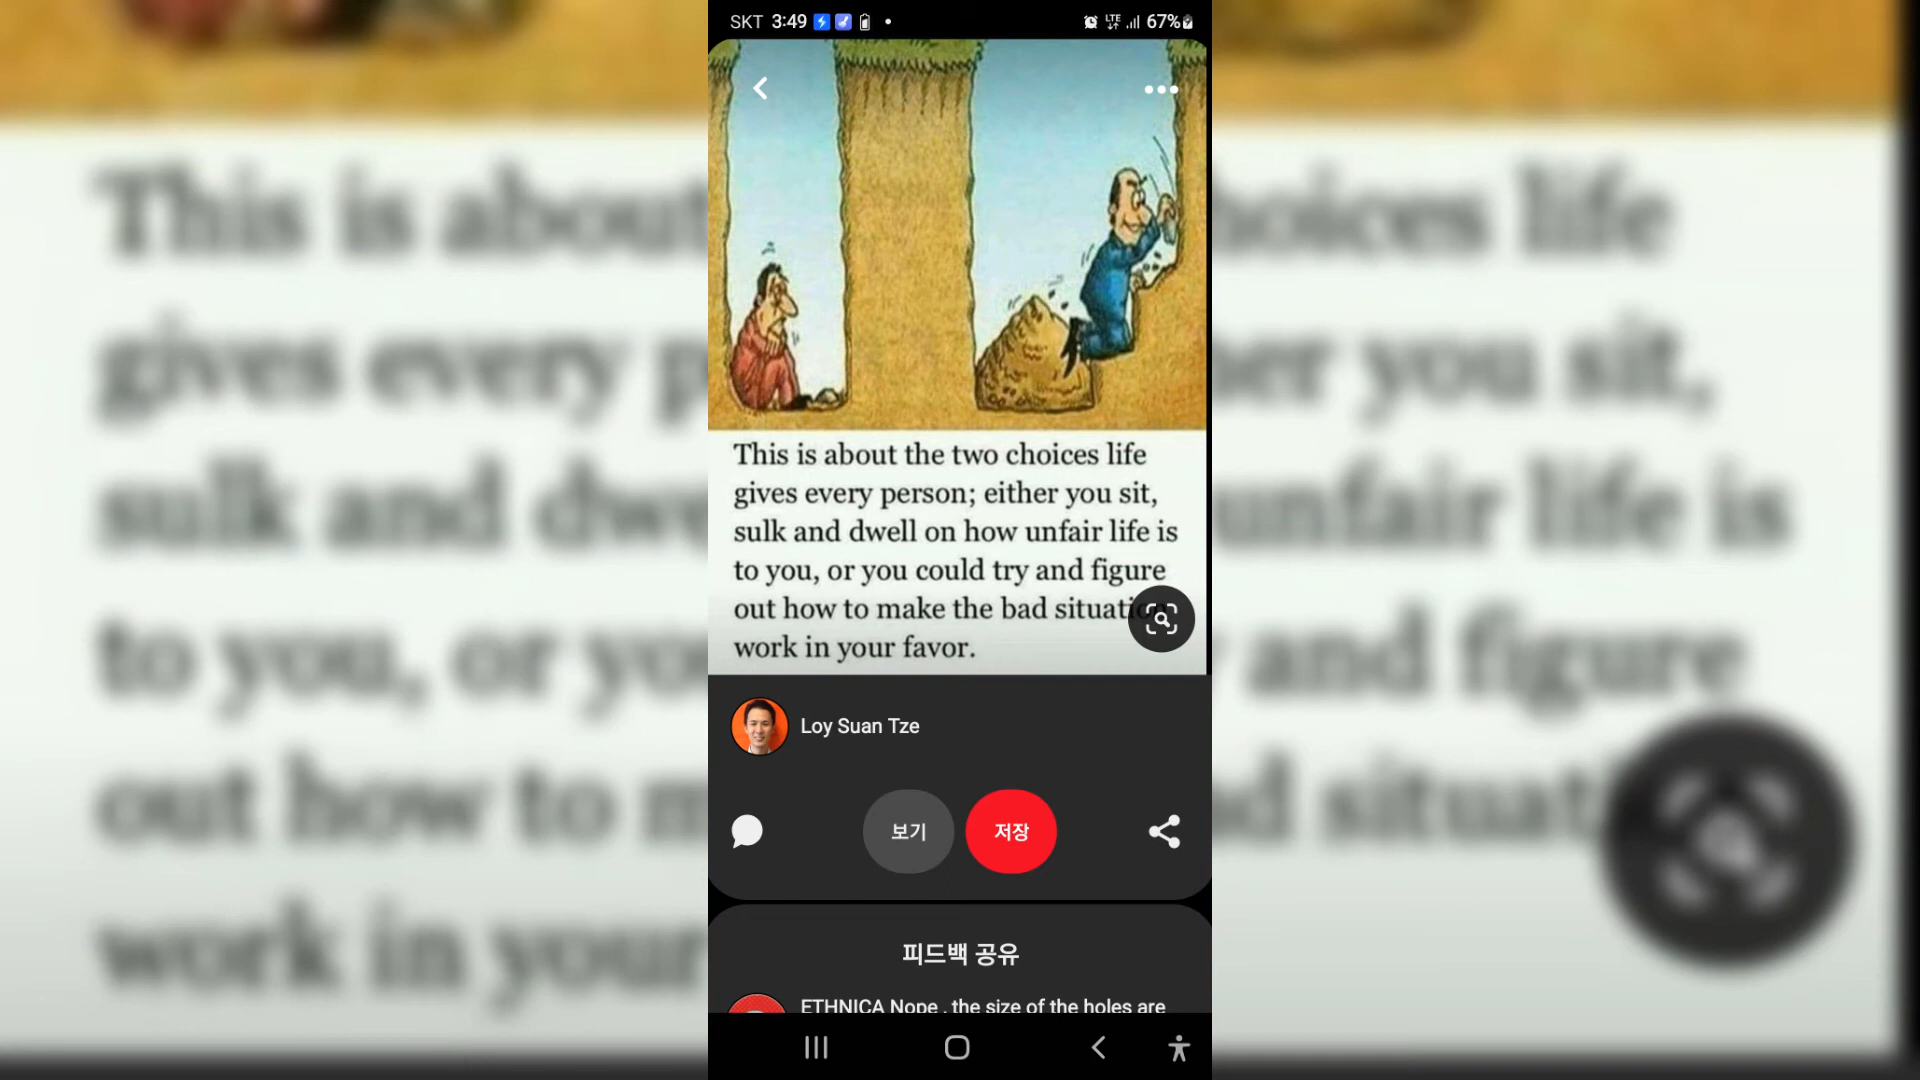 SKT 3:49
LTE 67%
This is about the two choices life
gives every person; either you sit,
sulk and dwell on how unfair life is
to you, or you could try and figure
out how to make the bad situation
work in your favor.
Loy Suan Tze
보기 저장
피드백 공유
ETHNICA Nope . the size of the holes are